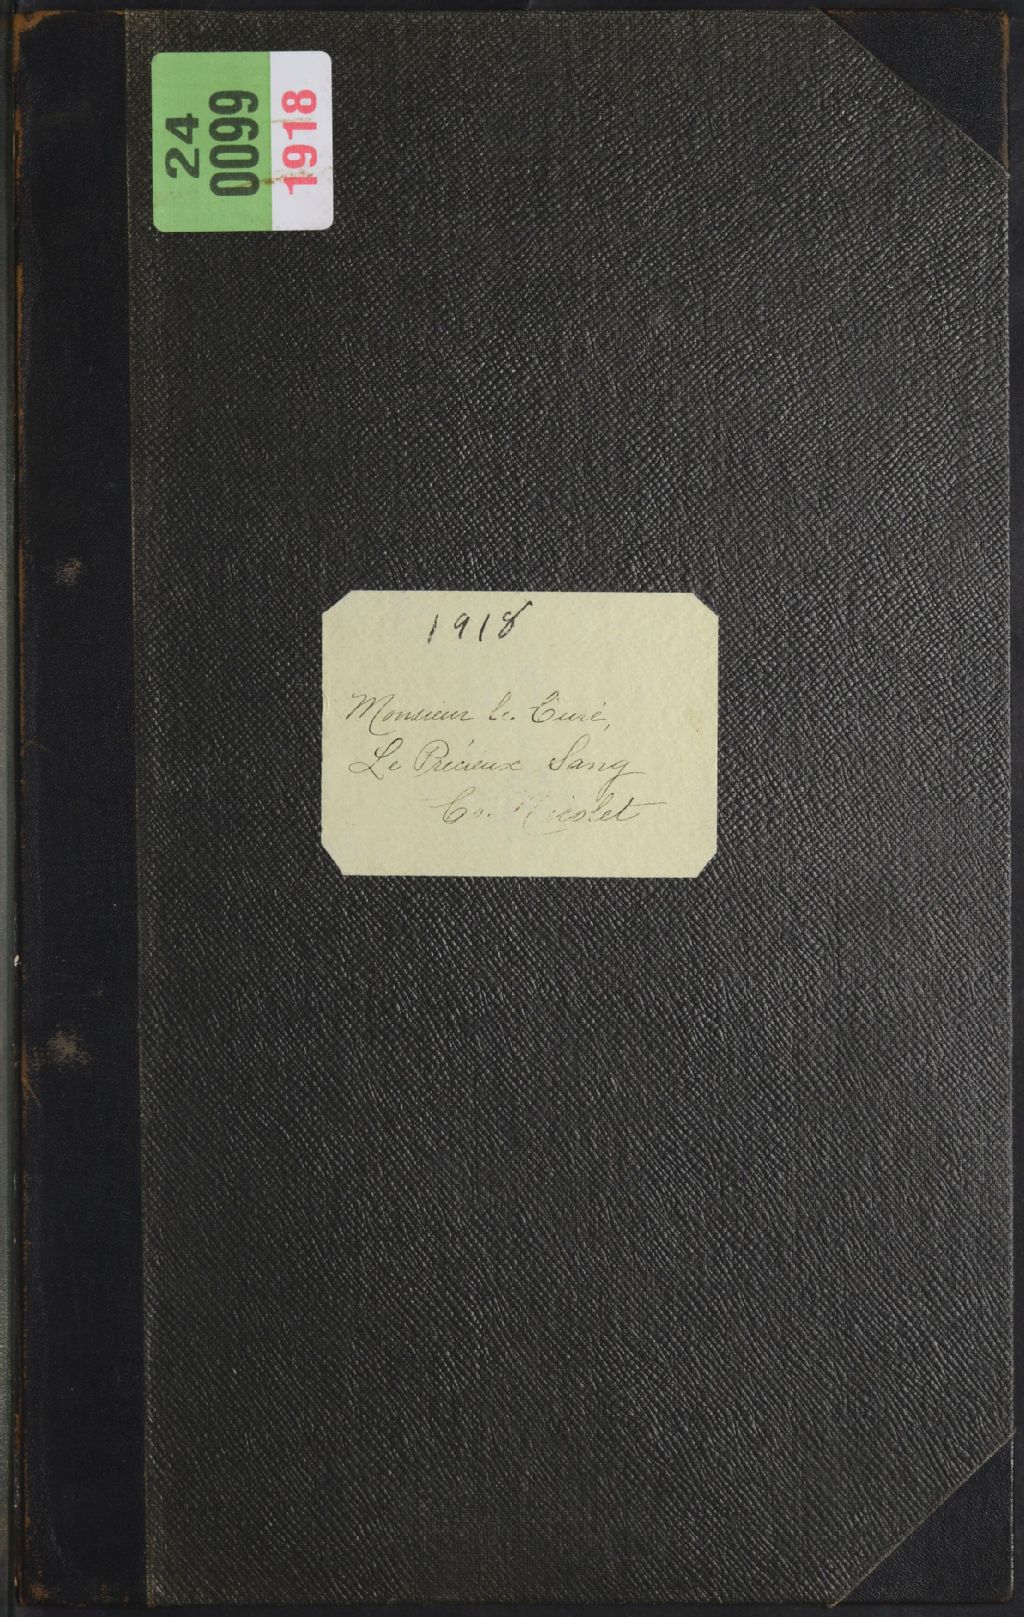 24
0099
1918
1918
Monsieur le Curé,
Le Précieux Sang
Co. Nicolet